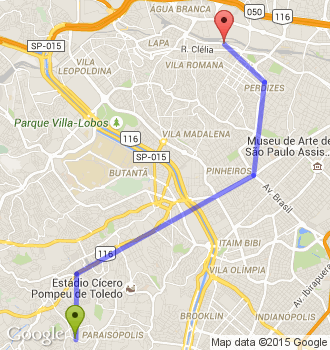 ÁGUA BRANCA
050
116
SP-015
LAPA
R. Clélia
VILA ROMANA
VILA
LEOPOLDINA
PERDIZES
Parque Villa-Lobos
116
VILA MADALENA
Museu de Arte de
São Paulo Assis...
SP-015
BUTANTÃ
PINHEIROS
Av. Brasil
116
ITAIM BIBI
Estádio Cícero
Pompeu de Toledo
VILA OLÍMPIA
Av. Ibirapuera
BROOKLIN
INDIANÓPOLIS
PARAISÓPOLIS
Google
Map data ©2015 Google